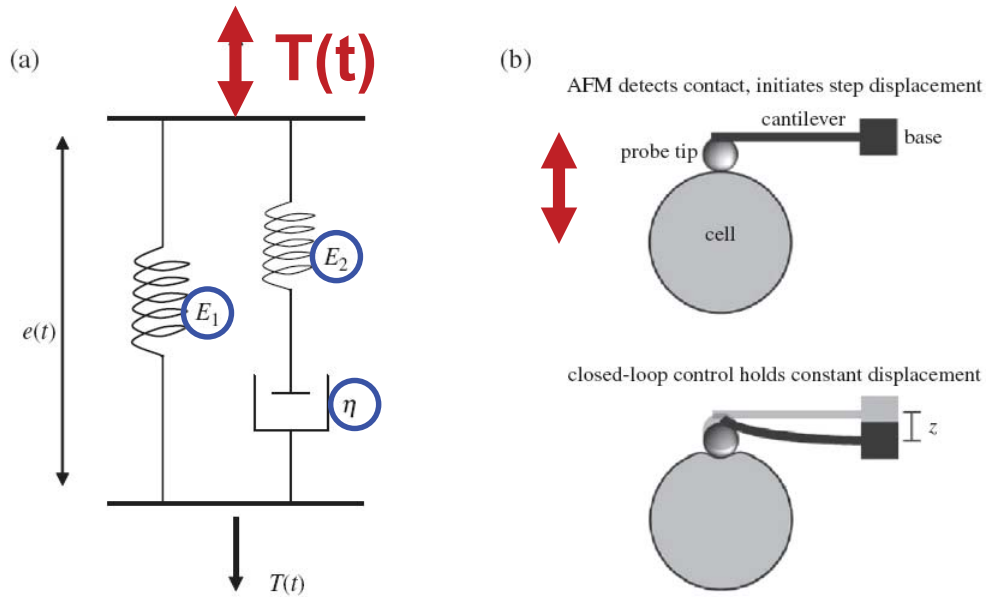 (a)
T(t)
E1
E2
e(t)
η
T(t)
(b)
AFM detects contact, initiates step displacement
cantilever
base
probe tip
cell
closed-loop control holds constant displacement
z